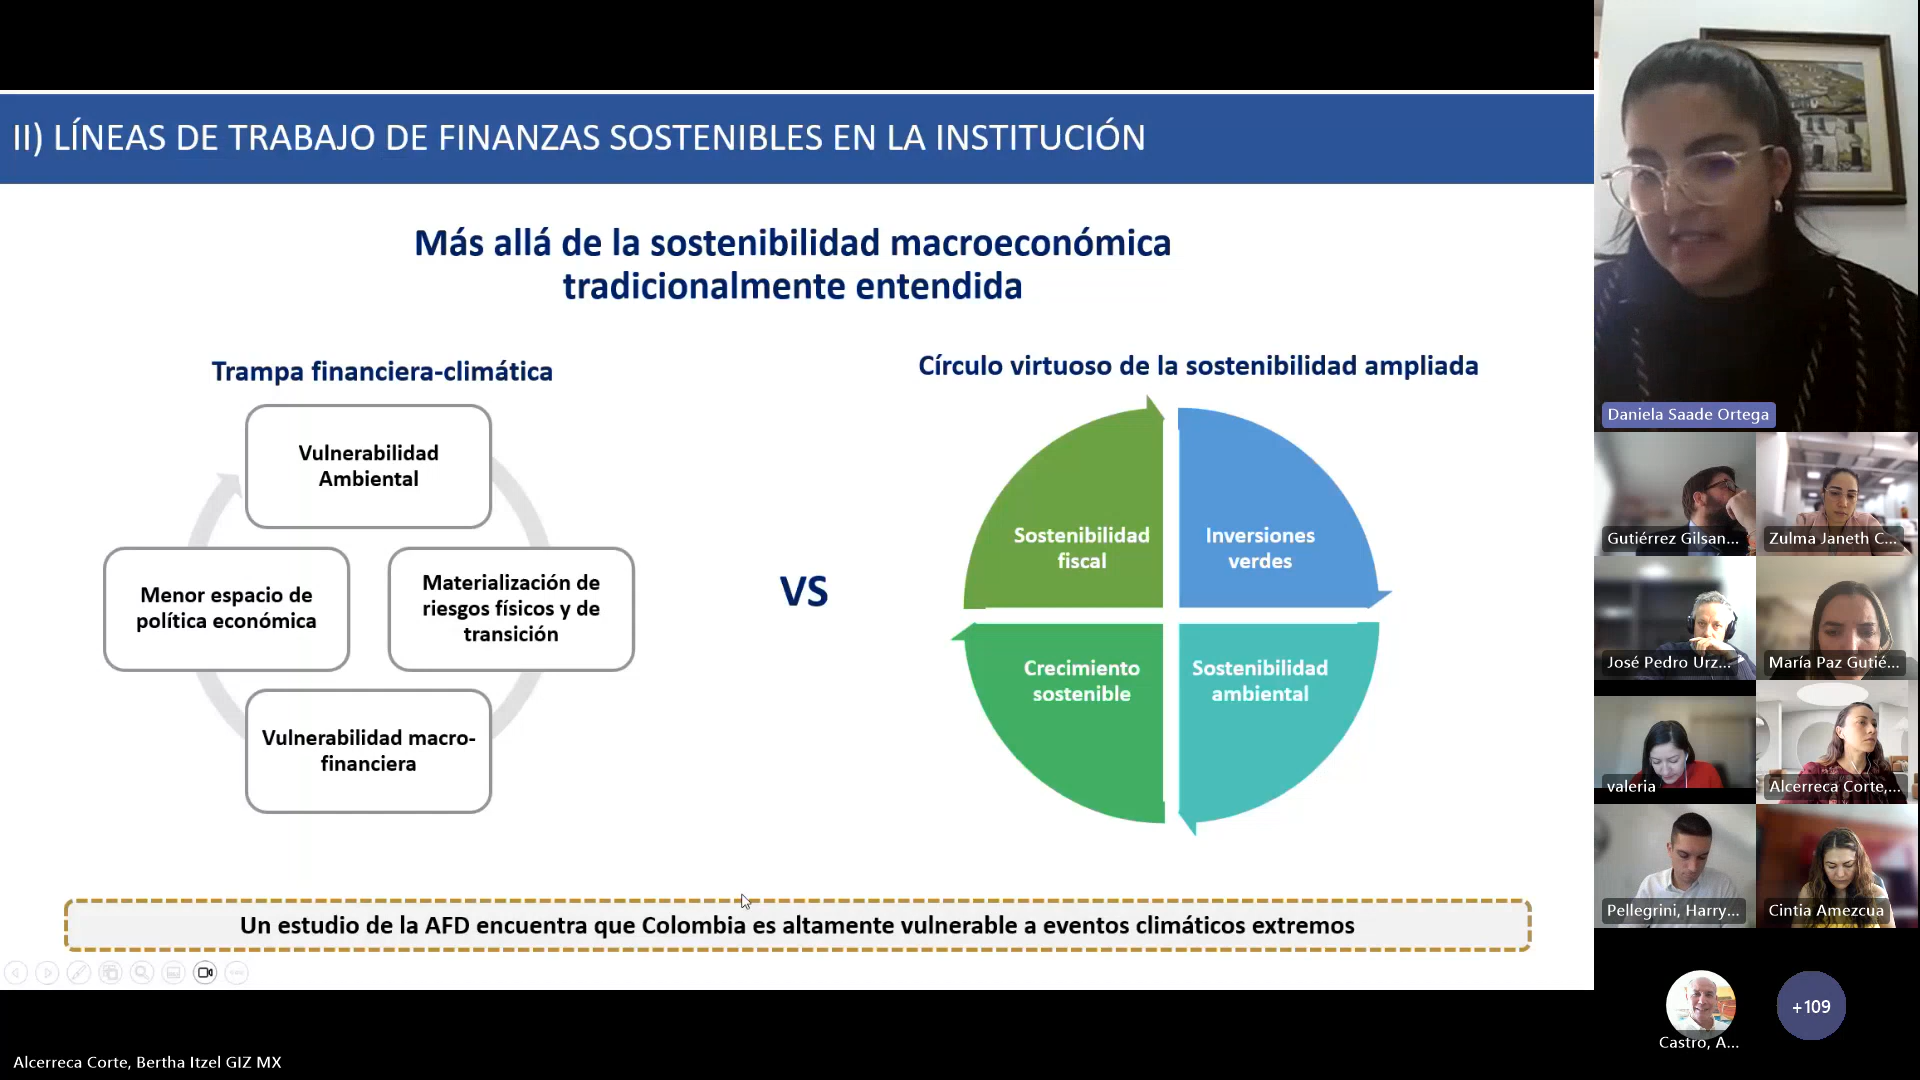 II) LÍNEAS DE TRABAJO DE FINANZAS SOSTENIBLES EN LA INSTITUCIÓN
Más allá de la sostenibilidad macroeconómica
tradicionalmente entendida
Trampa financiera-climática
Vulnerabilidad
Ambiental
Menor espacio de
política económica
Materialización de
riesgos físicos y de
transición
Vulnerabilidad macro-
financiera
VS
Círculo virtuoso de la sostenibilidad ampliada
Sostenibilidad
fiscal
Inversiones
verdes
Crecimiento
sostenible
Sostenibilidad
ambiental
Un estudio de la AFD encuentra que Colombia es altamente vulnerable a eventos climáticos extremos
Daniela Saade Ortega
Gutiérrez Gilsan...
Zulma Janeth C...
José Pedro Urz...
María Paz Gutié...
valeria
Alcerreca Corte,...
Pellegrini, Harry...
Cintia Amezcua
Castro, A...
+109
Alcerreca Corte, Bertha Itzel GIZ MX